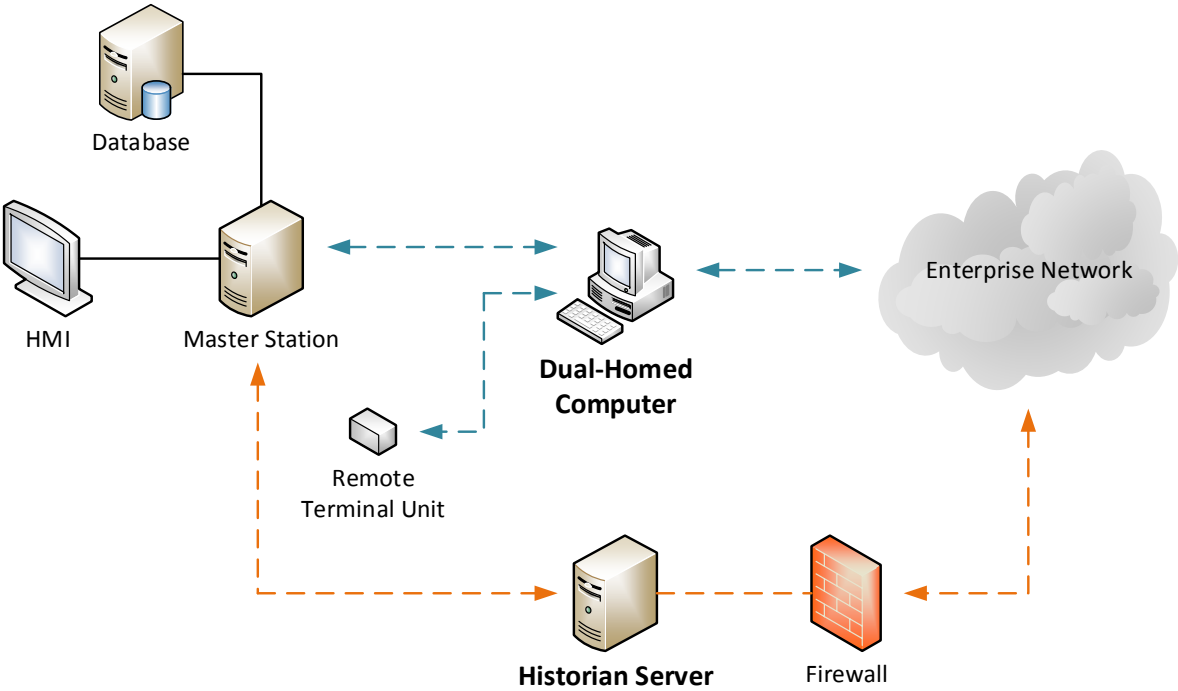 Database
Enterprise Network
HMI
Master Station
Dual-Homed
Computer
Remote
Terminal Unit
Historian Server
Firewall